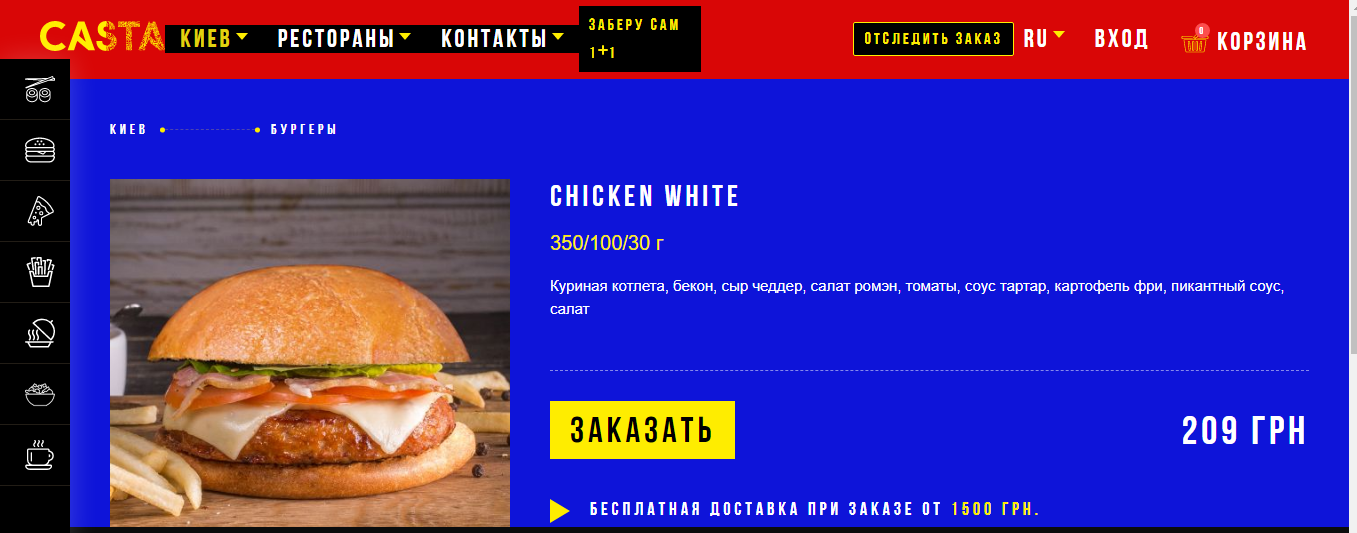 CASTA КИЕВ РЕСТОРАНЫ КОНТАКТЫ ЗАБЕРУ САМ
1+1
ОТСЛЕДИТЬ ЗАКАЗ RU ВХОД 0 КОРЗИНА
КИЕВ БУРГЕРЫ
CHICKEN WHITE
350/100/30 г
Куриная котлета, бекон, сыр чеддер, салат ромэн, томаты, соус тартар, картофель фри, пикантный соус,
салат
ЗАКАЗАТЬ 209 ГРН
БЕСПЛАТНАЯ ДОСТАВКА ПРИ ЗАКАЗЕ ОТ 1500 ГРН.